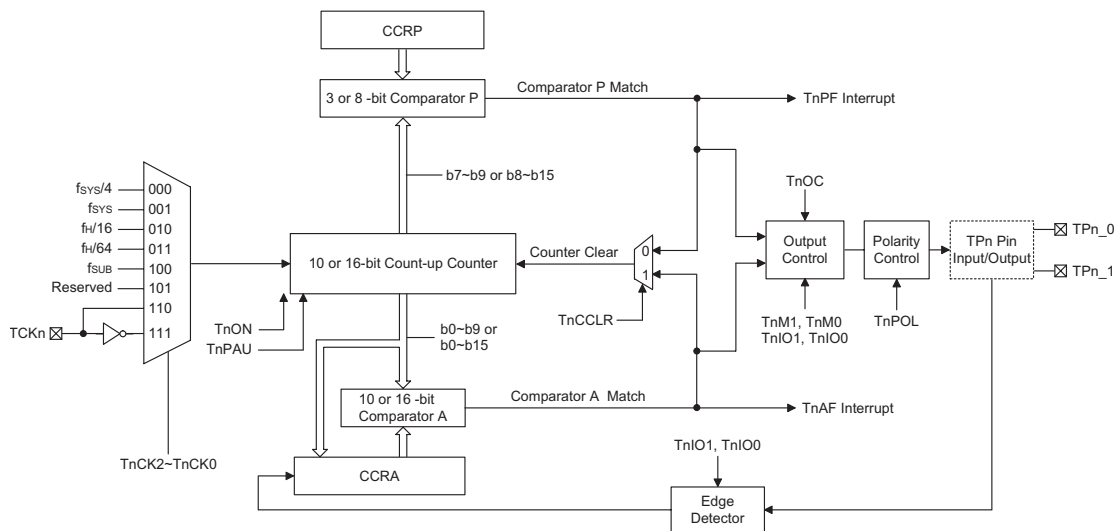 CCRP
3 or 8 -bit Comparator P
Comparator P Match
TnPF Interrupt
b7~b9 or b8~b15
fSYS/4
000
fSYS
001
fH/16
010
fH/64
011
fSUB
100
Reserved
101
110
TCKn
111
TnCK2~TnCK0
10 or 16-bit Count-up Counter
TnON
TnPAU
Counter Clear
0
1
TnCCLR
TnOC
Output
Control
TnM1, TnM0
TnIO1, TnIO0
Polarity
Control
TnPOL
TPn Pin
Input/Output
TPn_0
TPn_1
b0~b9 or
b0~b15
10 or 16 -bit
Comparator A
Comparator A Match
TnAF Interrupt
CCRA
TnIO1, TnIO0
Edge
Detector